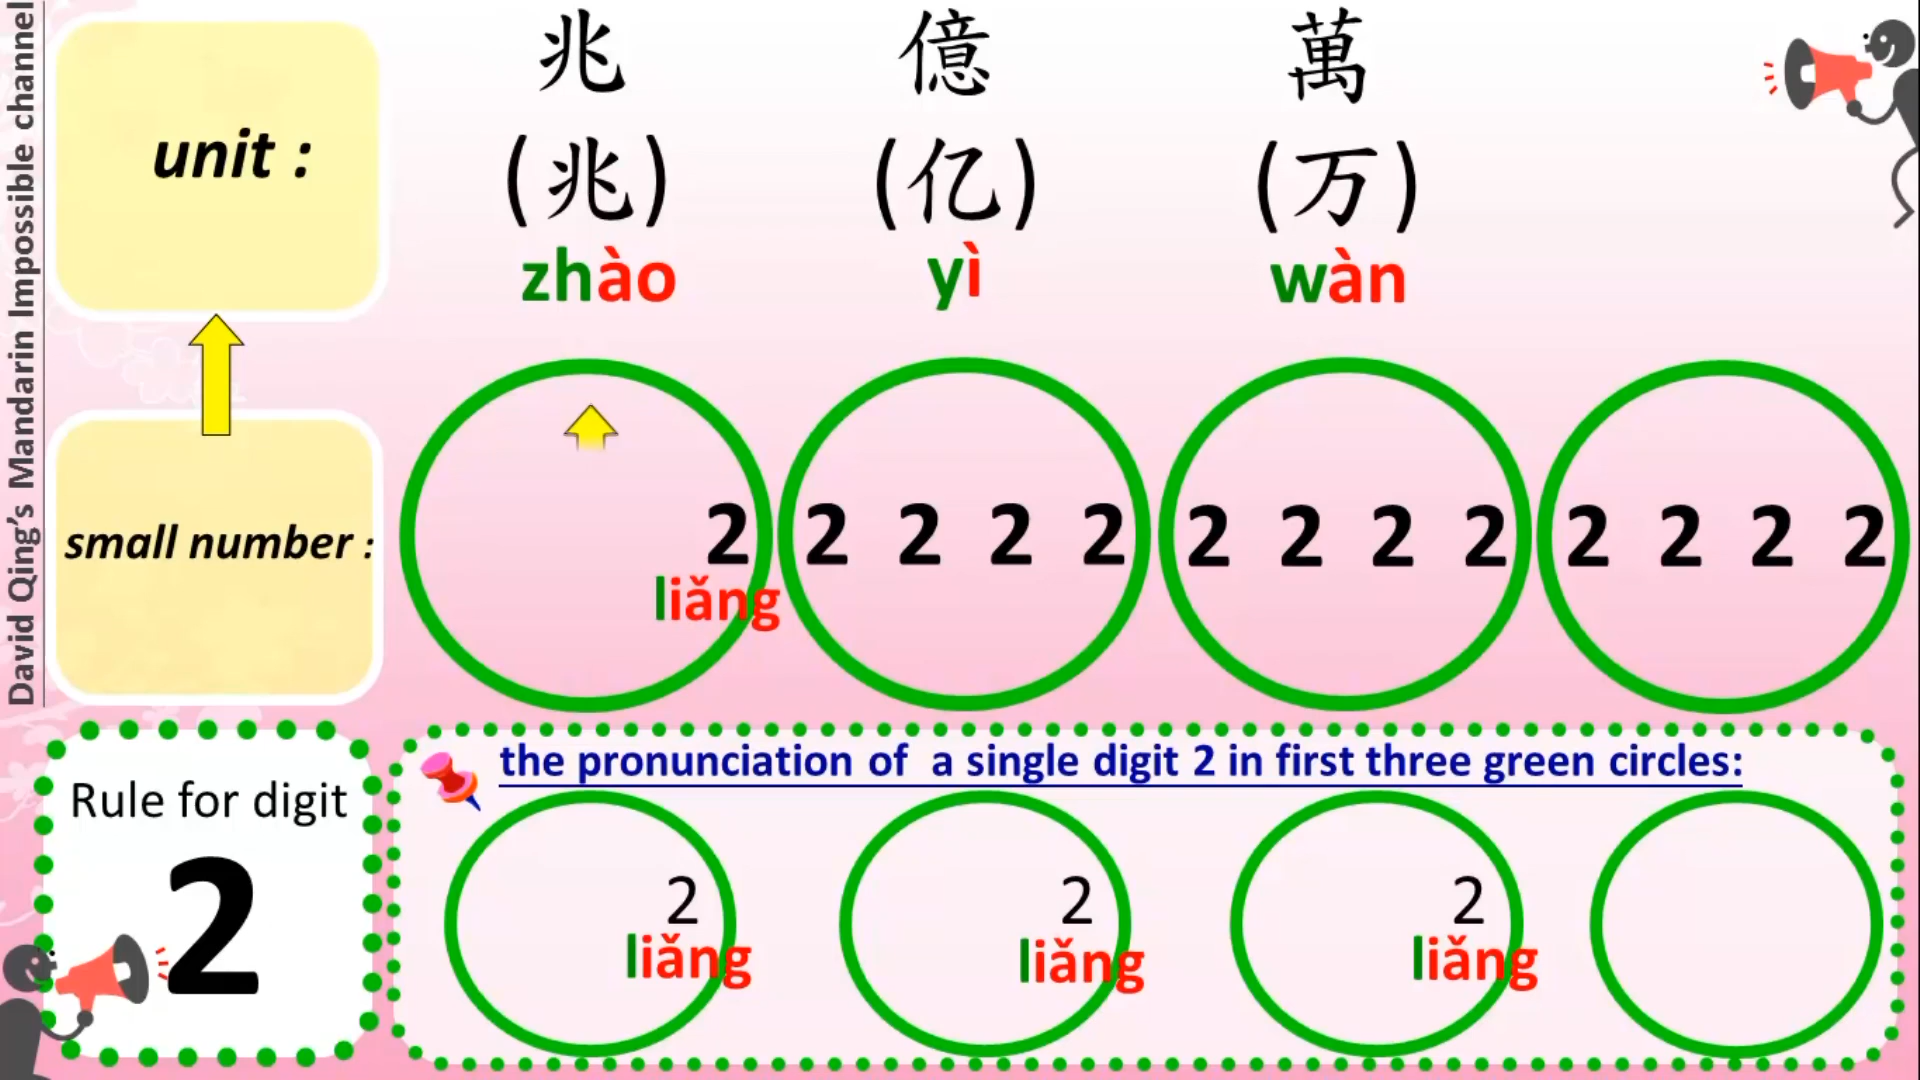 David Qing's Mandarin Impossible channel
unit :
兆 億 萬
(兆) (亿) (万)
zhào yì wàn
small number :
2 2 2 2 2 2 2 2 2 2 2 2 2
liǎng
Rule for digit
2
the pronunciation of a single digit 2 in first three green circles:
2 2 2
liǎng liǎng liǎng